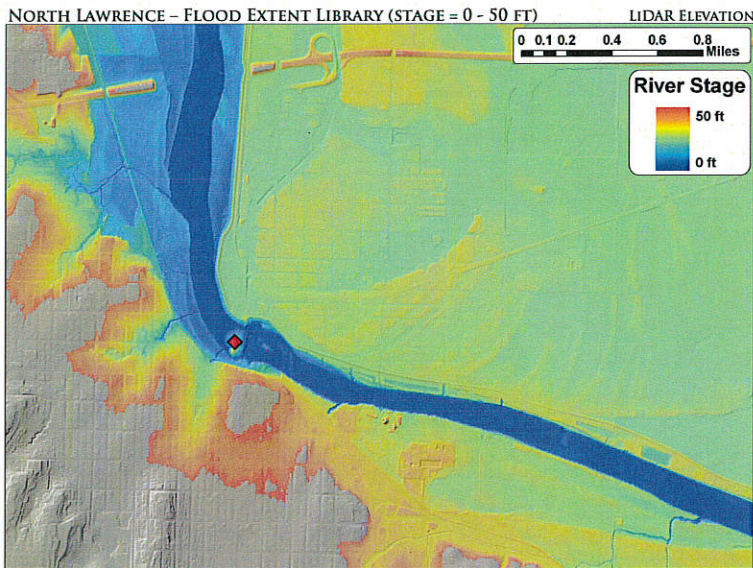 NORTH LAWRENCE – FLOOD EXTENT LIBRARY (STAGE = 0 - 50 FT) LIDAR ELEVATION
0 0.1 0.2 0.4 0.6 0.8
Miles
River Stage
50 ft
0 ft